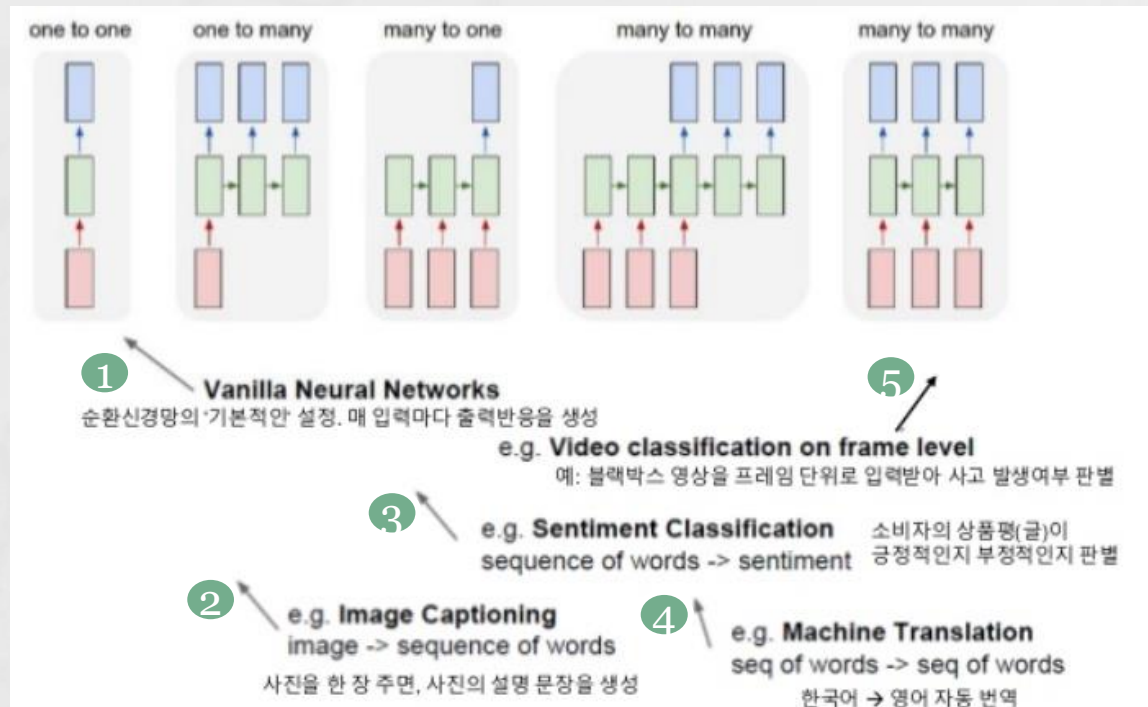 one to one
one to many
many to one
many to many
many to many
1
Vanilla Neural Networks
순환신경망의 '기본적안' 설정. 매 입력마다 출력반응을 생성
5
e.g. Video classification on frame level
예: 블랙박스 영상을 프레임 단위로 입력받아 사고 발생여부 판별
3
e.g. Sentiment Classification
sequence of words -> sentiment
소비자의 상품평(글)이
긍정적인지 부정적인지 판별
2
e.g. Image Captioning
image -> sequence of words
사진을 한 장 주면, 사진의 설명 문장을 생성
4
e.g. Machine Translation
seq of words -> seq of words
한국어 → 영어 자동 번역